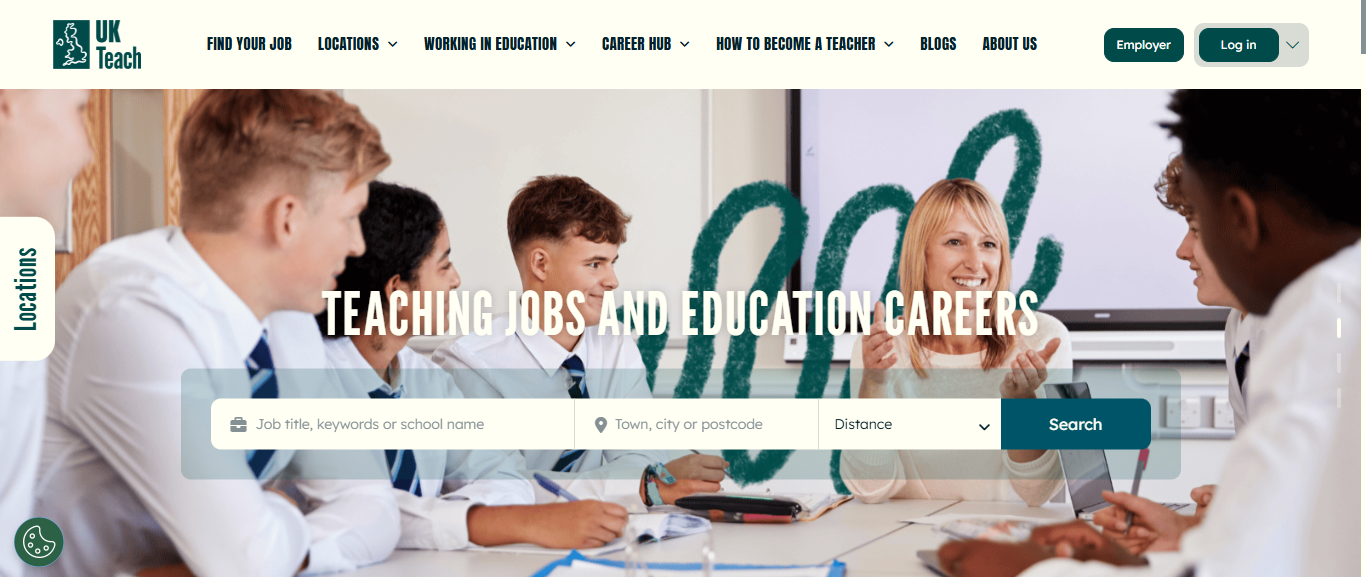 UK
Teach
FIND YOUR JOB
LOCATIONS
WORKING IN EDUCATION
CAREER HUB
HOW TO BECOME A TEACHER
BLOGS
ABOUT US
Employer
Log in
Locations
TEACHING JOBS AND EDUCATION CAREERS
Job title, keywords or school name
Town, city or postcode
Distance
Search